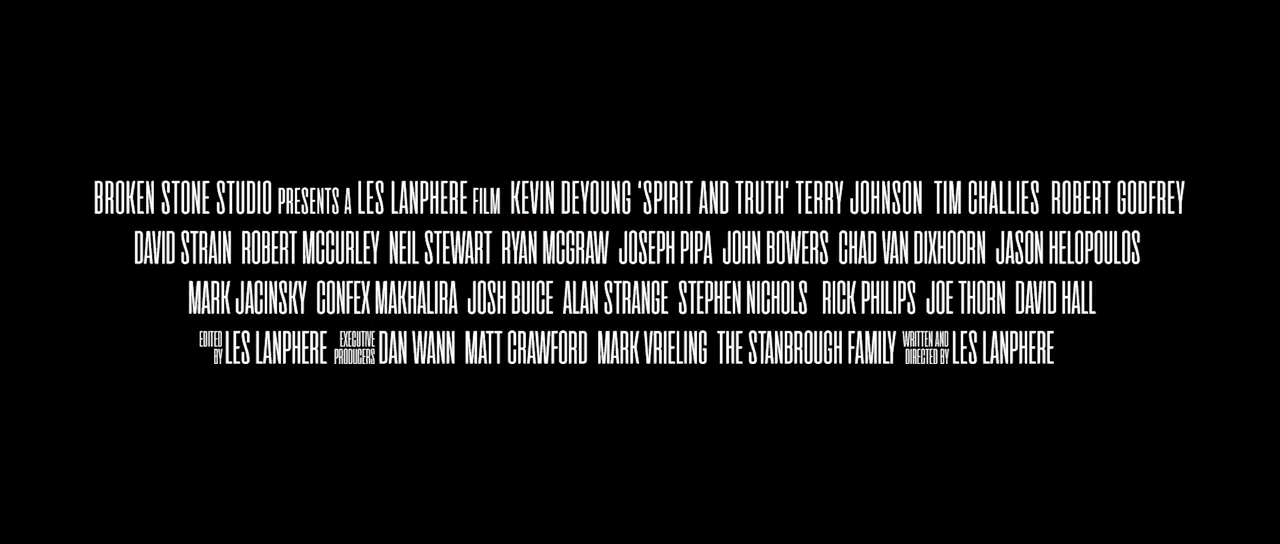 BROKEN STONE STUDIO PRESENTS A LES LANPHERE FILM KEVIN DEYOUNG 'SPIRIT AND TRUTH' TERRY JOHNSON TIM CHALLIES ROBERT GODFREY
DAVID STRAIN ROBERT MCCURLEY NEIL STEWART RYAN MCGRAW JOSEPH PIPA JOHN BOWERS CHAD VAN DIXHOORN JASON HELOPOULOS
MARK JACINSKY CONFEX MAKHALIRA JOSH BUICE ALAN STRANGE STEPHEN NICHOLS RICK PHILIPS JOE THORN DAVID HALL
EDITED BY LES LANPHERE EXECUTIVE PRODUCERS DAN WANN MATT CRAWFORD MARK VRIELING THE STANBROUGH FAMILY WRITTEN AND DIRECTED BY LES LANPHERE